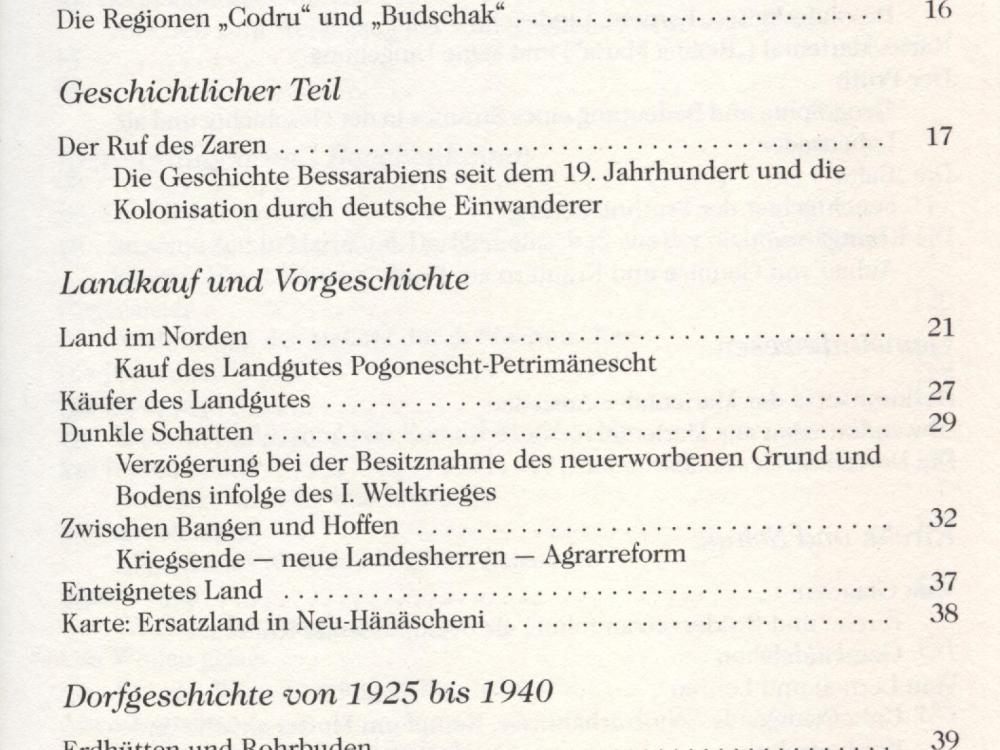 Die Regionen „Codru“ und „Budschak“ 16
Geschichtlicher Teil
Der Ruf des Zaren . . . . . . . . . . . . . . . . . . . . . . . . . . . . . . . . . . . . . . . . 17
Die Geschichte Bessarabiens seit dem 19. Jahrhundert und die
Kolonisation durch deutsche Einwanderer
Landkauf und Vorgeschichte
Land im Norden . . . . . . . . . . . . . . . . . . . . . . . . . . . . . . . . . . . . . . . . 21
Kauf des Landgutes Pogonescht-Petrimänescht
Käufer des Landgutes . . . . . . . . . . . . . . . . . . . . . . . . . . . . . . . . . . . . 27
Dunkle Schatten . . . . . . . . . . . . . . . . . . . . . . . . . . . . . . . . . . . . . . . . 29
Verzögerung bei der Besitznahme des neuerworbenen Grund und
Bodens infolge des I. Weltkrieges
Zwischen Bangen und Hoffen . . . . . . . . . . . . . . . . . . . . . . . . . . . . . . 32
Kriegsende — neue Landesherren — Agrarreform
Enteignetes Land . . . . . . . . . . . . . . . . . . . . . . . . . . . . . . . . . . . . . . . 37
Karte: Ersatzland in Neu-Hänäscheni . . . . . . . . . . . . . . . . . . . . . . . . 38
Dorfgeschichte von 1925 bis 1940
Erdhütten und Rohrbuden 39